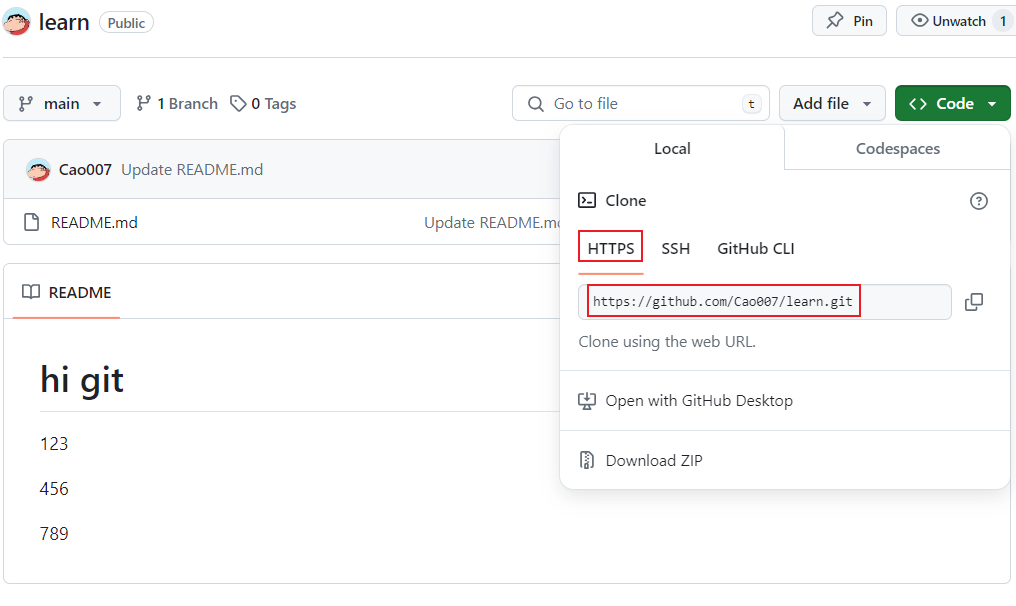 learn Public Pin Unwatch 1
main 1 Branch 0 Tags Go to file t Add file <> Code
Local Codespaces
Cao007 Update README.md
Clone
README.md Update README.m
HTTPS SSH GitHub CLI
README
https://github.com/Cao007/learn.git
Clone using the web URL.
hi git
Open with GitHub Desktop
123
Download ZIP
456
789